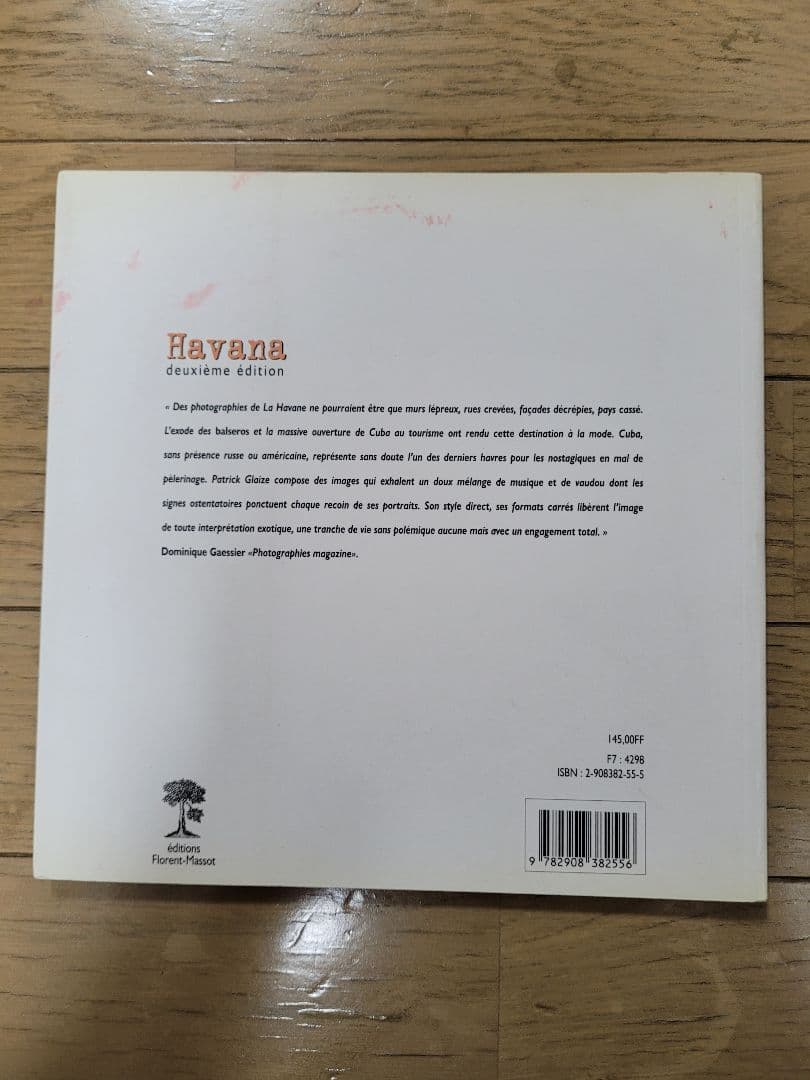 Havana
deuxième édition
« Des photographies de La Havane ne pourraient être que murs lépreux, rues crevées, façades décrépies, pays cassé.
L'exode des balseros et la massive ouverture de Cuba au tourisme ont rendu cette destination à la mode. Cuba,
sans présence russe ou américaine, représente sans doute l'un des derniers havres pour les nostagiques en mal de
pèlerinage. Patrick Glaize compose des images qui exhalent un doux mélange de musique et de vaudou dont les
signes ostentatoires ponctuent chaque recoin de ses portraits. Son style direct, ses formats carrés libèrent l'image
de toute interprétation exotique, une tranche de vie sans polémique aucune mais avec un engagement total. »
Dominique Gaessier «Photographies magazine».
145,00FF
F7 : 4298
ISBN : 2-908382-55-5
9 782908 382556
éditions
Florent-Massot